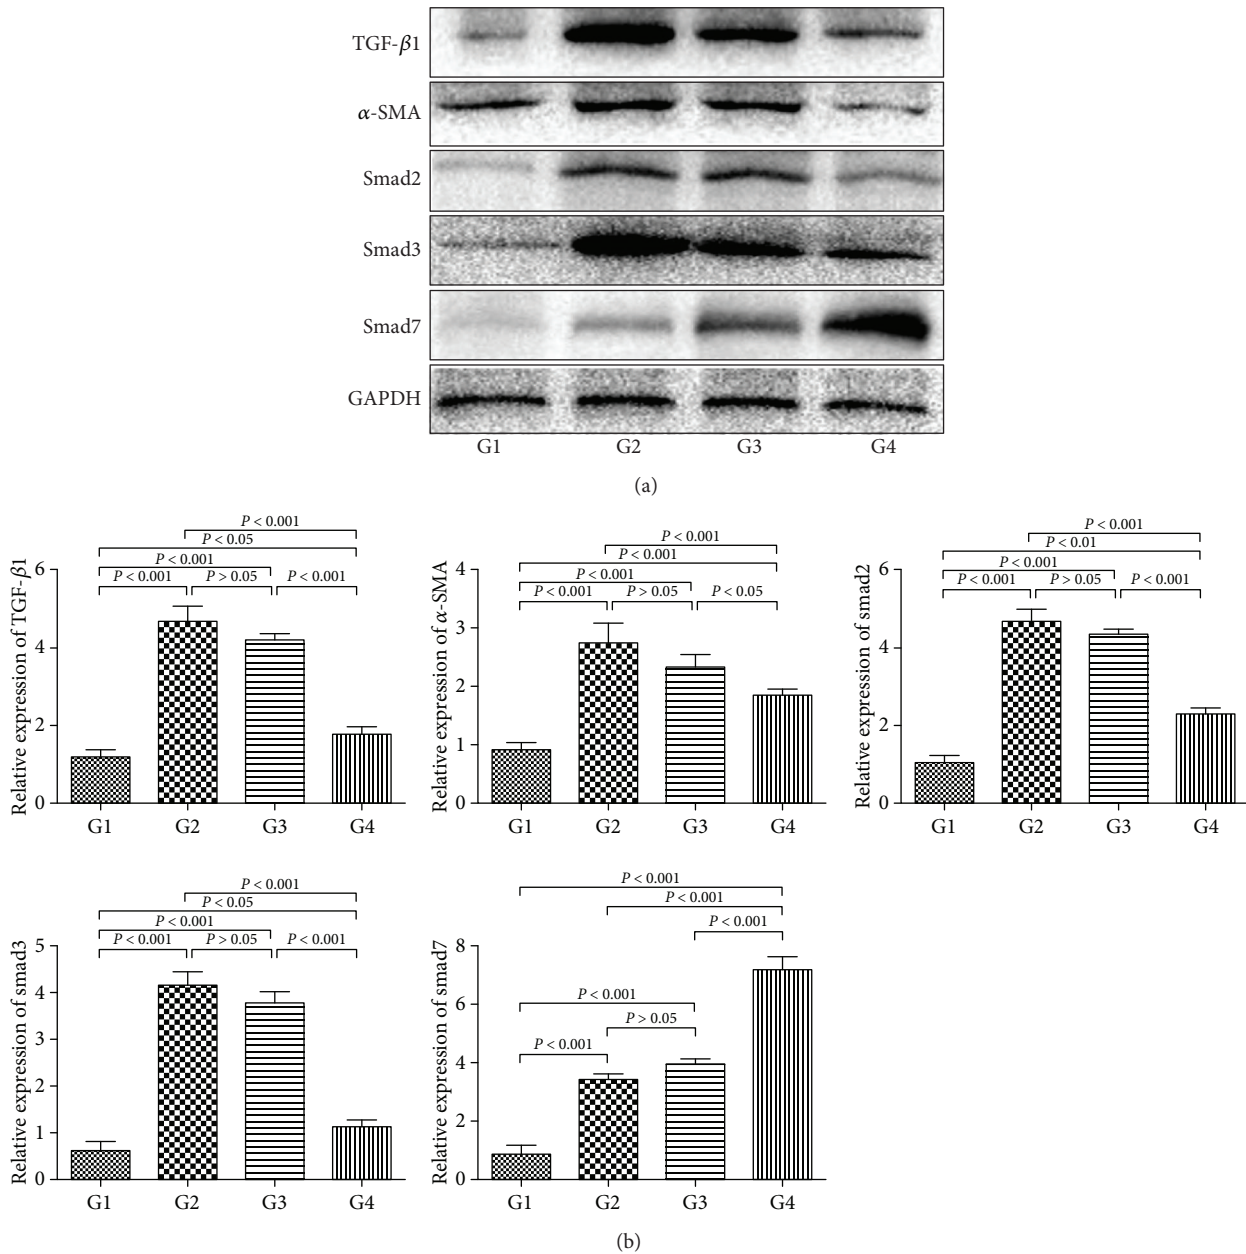 TGF-β1
α-SMA
Smad2
Smad3
Smad7
GAPDH
G1 G2 G3 G4
(a)
Relative expression of TGF-β1
6
4
2
0
P < 0.001
P < 0.05
P < 0.001
P < 0.001 P > 0.05 P < 0.001
G1 G2 G3 G4
Relative expression of α-SMA
4
3
2
1
0
P < 0.001
P < 0.001
P < 0.001
P < 0.001 P > 0.05 P < 0.05
G1 G2 G3 G4
Relative expression of smad2
6
4
2
0
P < 0.001
P < 0.01
P < 0.001
P < 0.001 P > 0.05 P < 0.001
G1 G2 G3 G4
Relative expression of smad3
5
4
3
2
1
0
P < 0.001
P < 0.05
P < 0.001
P < 0.001 P > 0.05 P < 0.001
G1 G2 G3 G4
Relative expression of smad7
8
6
4
2
0
P < 0.001
P < 0.001
P < 0.001
P < 0.001
P > 0.05
P < 0.001
G1 G2 G3 G4
(b)